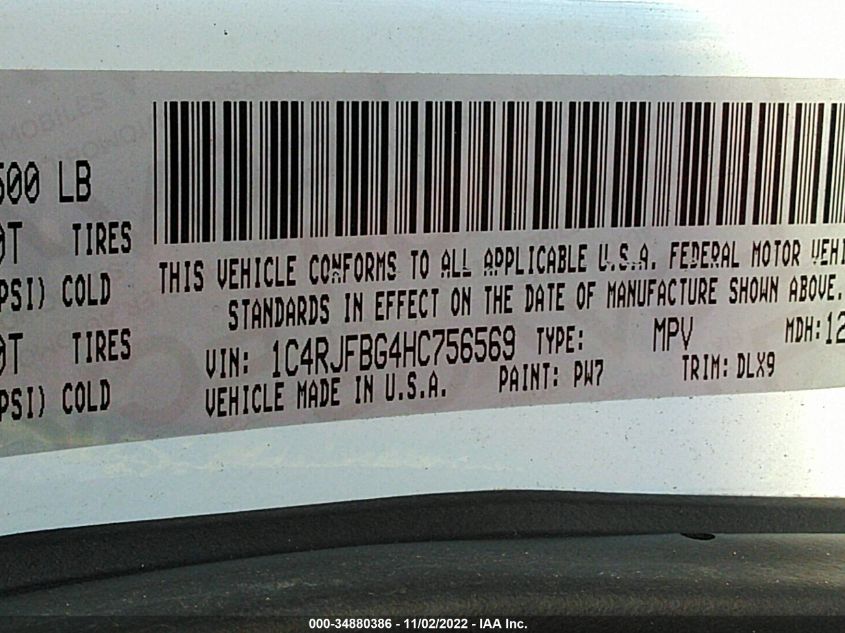 500 LB
0T TIRES
PSI) COLD
0T TIRES
PSI) COLD
THIS VEHICLE CONFORMS TO ALL APPLICABLE U.S.A. FEDERAL MOTOR VEHI
STANDARDS IN EFFECT ON THE DATE OF MANUFACTURE SHOWN ABOVE.
VIN: 1C4RJFBG4HC756569 TYPE: MPV MDH: 12
VEHICLE MADE IN U.S.A. PAINT: PW7 TRIM: DLX9
000-34880386 - 11/02/2022 - IAA Inc.